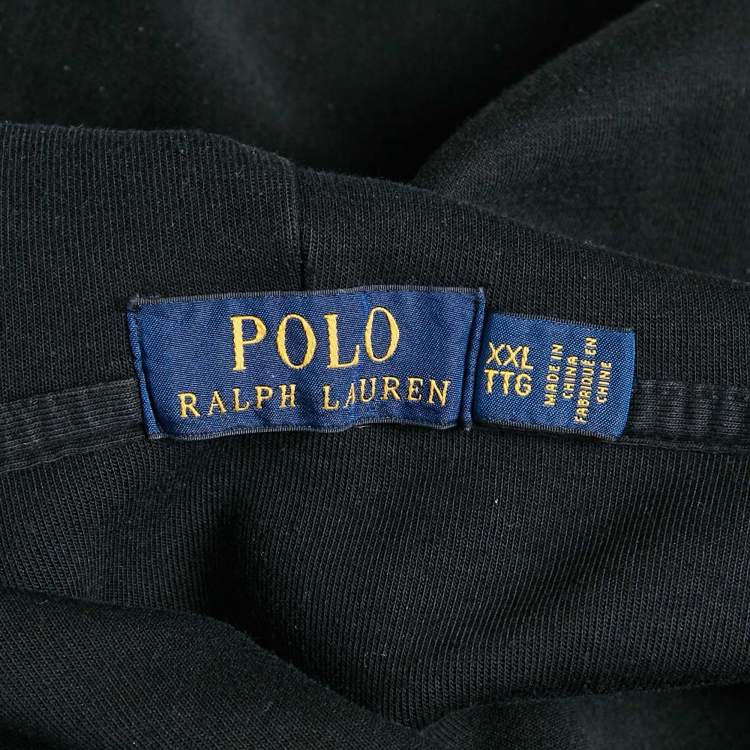 POLO
RALPH LAUREN
XXL
TTG
MADE IN
CHINA
FABRIQUÉ EN
CHINE